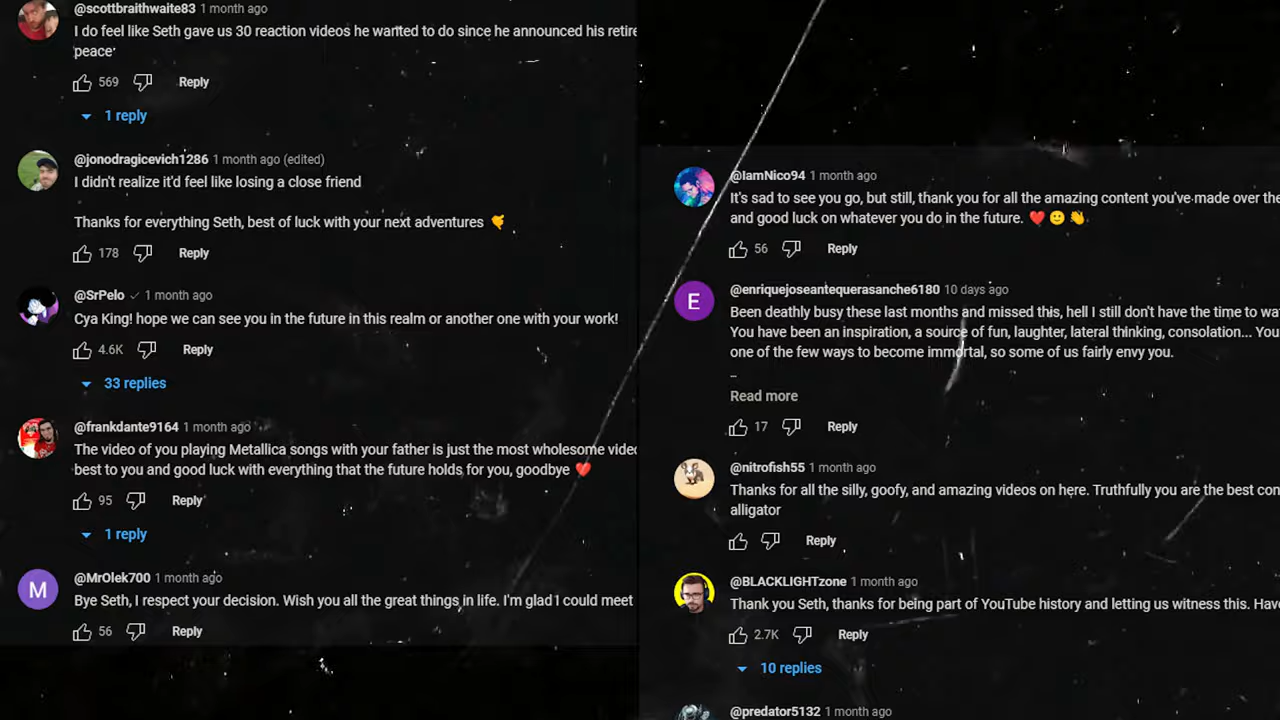 @scottbraithwaite83 1 month ago
I do feel like Seth gave us 30 reaction videos he wanted to do since he announced his retire
peace'
569 Reply
1 reply
@jonodragicevich1286 1 month ago (edited)
I didn't realize it'd feel like losing a close friend
Thanks for everything Seth, best of luck with your next adventures
178 Reply
@SrPelo 1 month ago
Cya King! hope we can see you in the future in this realm or another one with your work!
4.6K Reply
33 replies
@frankdante9164 1 month ago
The video of you playing Metallica songs with your father is just the most wholesome video
best to you and good luck with everything that the future holds for you, goodbye ❤️
95 Reply
1 reply
M
@MrOlek700 1 month ago
Bye Seth, I respect your decision. Wish you all the great things in life. I'm glad I could meet
56 Reply
@IamNico94 1 month ago
It's sad to see you go, but still, thank you for all the amazing content you've made over the
and good luck on whatever you do in the future. ❤️🙂👏
56 Reply
E
@enriquejoseantequerasanche6180 10 days ago
Been deathly busy these last months and missed this, hell I still don't have the time to wa
You have been an inspiration, a source of fun, laughter, lateral thinking, consolation... You
one of the few ways to become immortal, so some of us fairly envy you.
..
Read more
17 Reply
@nitrofish55 1 month ago
Thanks for all the silly, goofy, and amazing videos on here. Truthfully you are the best con
alligator
Reply
@BLACKLIGHTzone 1 month ago
Thank you Seth, thanks for being part of YouTube history and letting us witness this. Have
2.7K Reply
10 replies
@predator5132 1 month ago